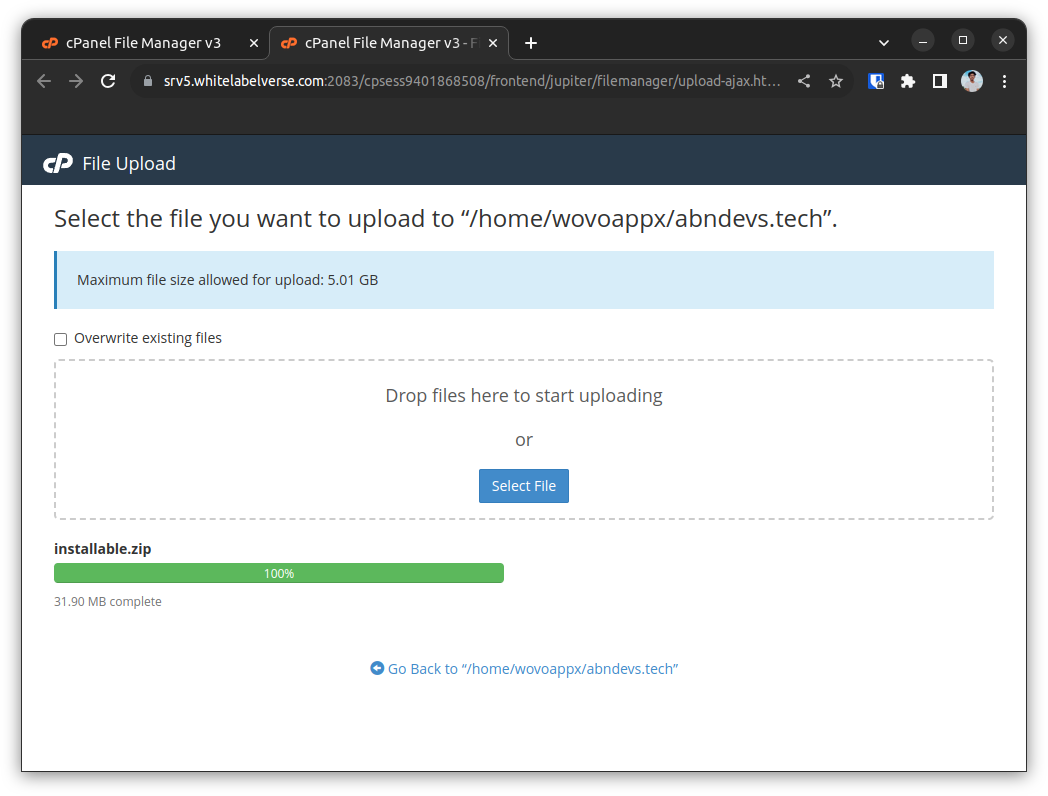 cPanel File Manager v3
cPanel File Manager v3 - F
srv5.whitelabelverse.com:2083/cpsess9401868508/frontend/jupiter/filemanager/upload-ajax.ht...
cP File Upload
Select the file you want to upload to “/home/wovoappx/abndevs.tech”.
Maximum file size allowed for upload: 5.01 GB
Overwrite existing files
Drop files here to start uploading
or
Select File
installable.zip
100%
31.90 MB complete
Go Back to “/home/wovoappx/abndevs.tech”